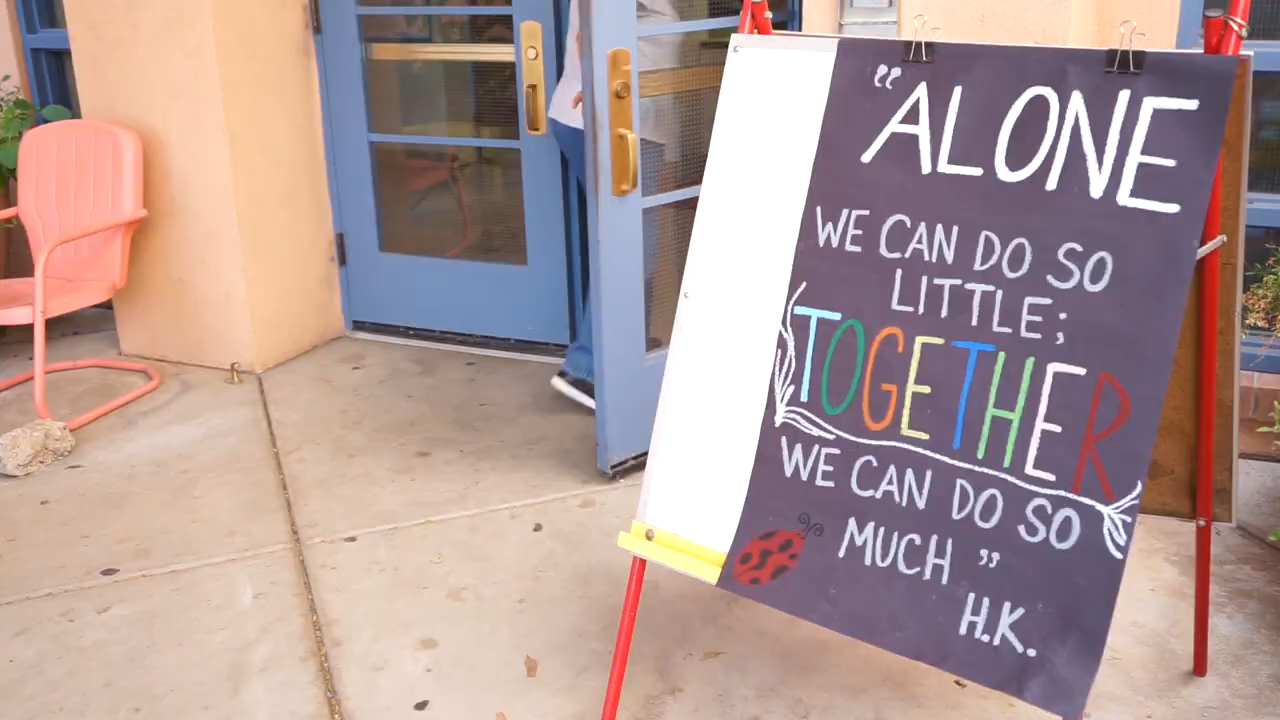 “ALONE
WE CAN DO SO
LITTLE;
TOGETHER
WE CAN DO SO
MUCH”
H.K.